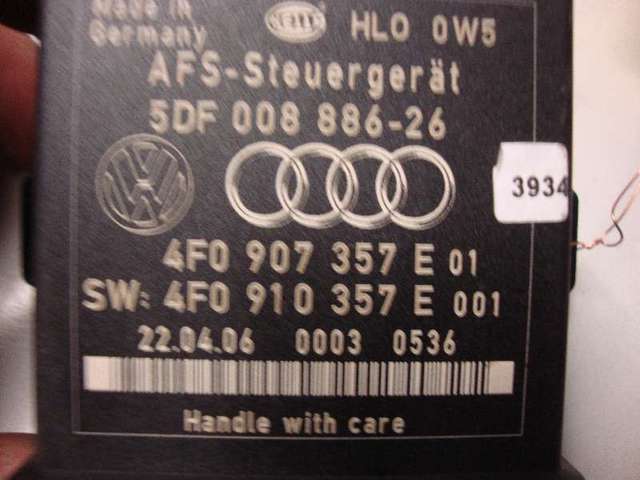 Made in
Germany
HELLA
HLO 0W5
AFS-Steuergerät
5DF 008 886-26
VW
3934
4F0 907 357 E 01
SW: 4F0 910 357 E 001
22.04.06 0003 0536
Handle with care